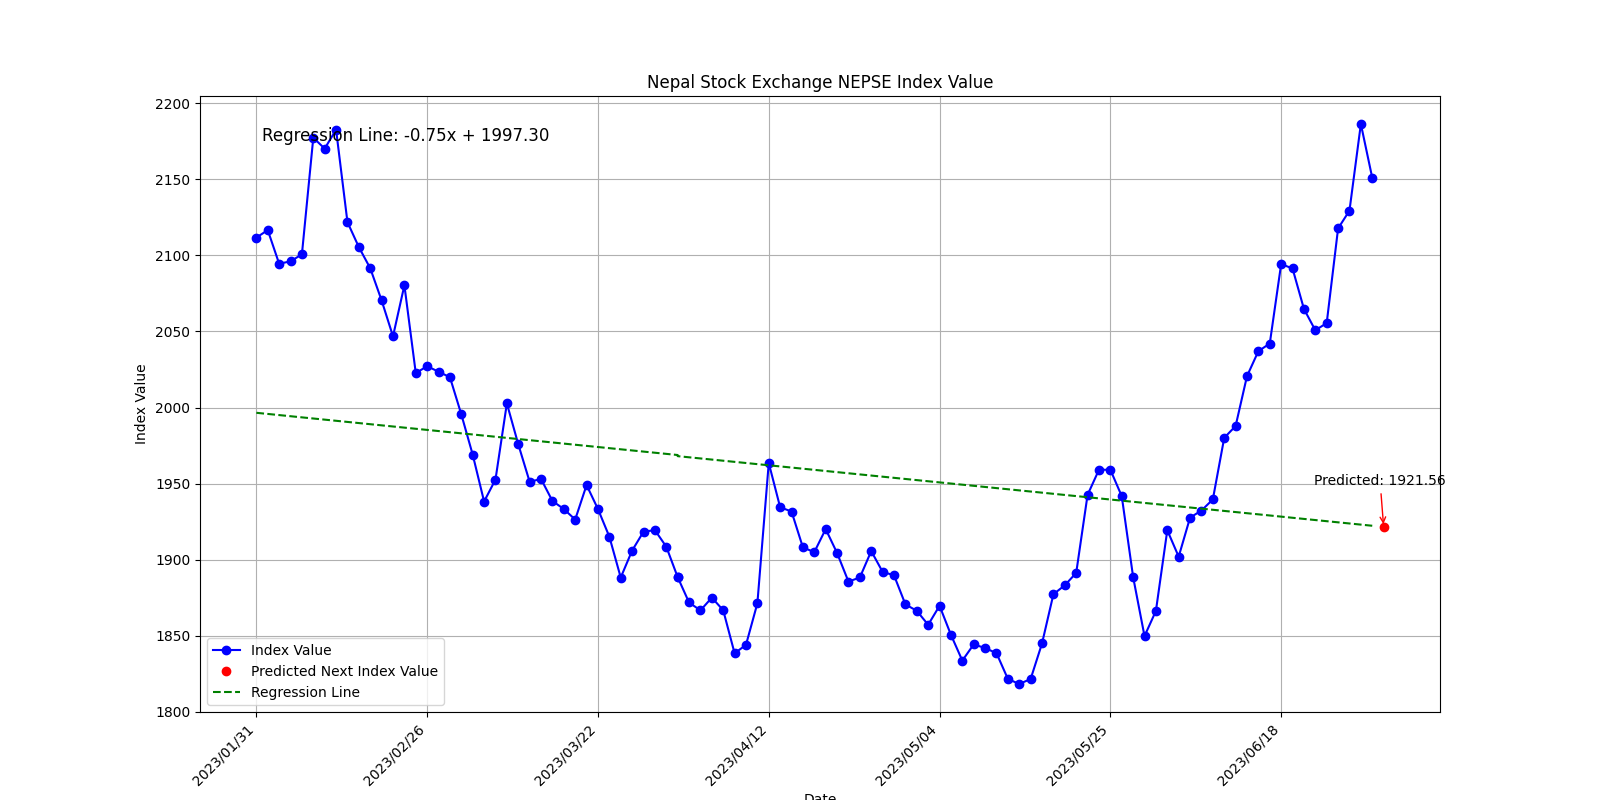 Nepal Stock Exchange NEPSE Index Value
Regression Line: -0.75x + 1997.30
2200
2150
2100
2050
2000
1950
1900
1850
1800
Index Value
Predicted: 1921.56
Index Value
Predicted Next Index Value
Regression Line
2023/01/31
2023/02/26
2023/03/22
2023/04/12
2023/05/04
2023/05/25
2023/06/18
Date